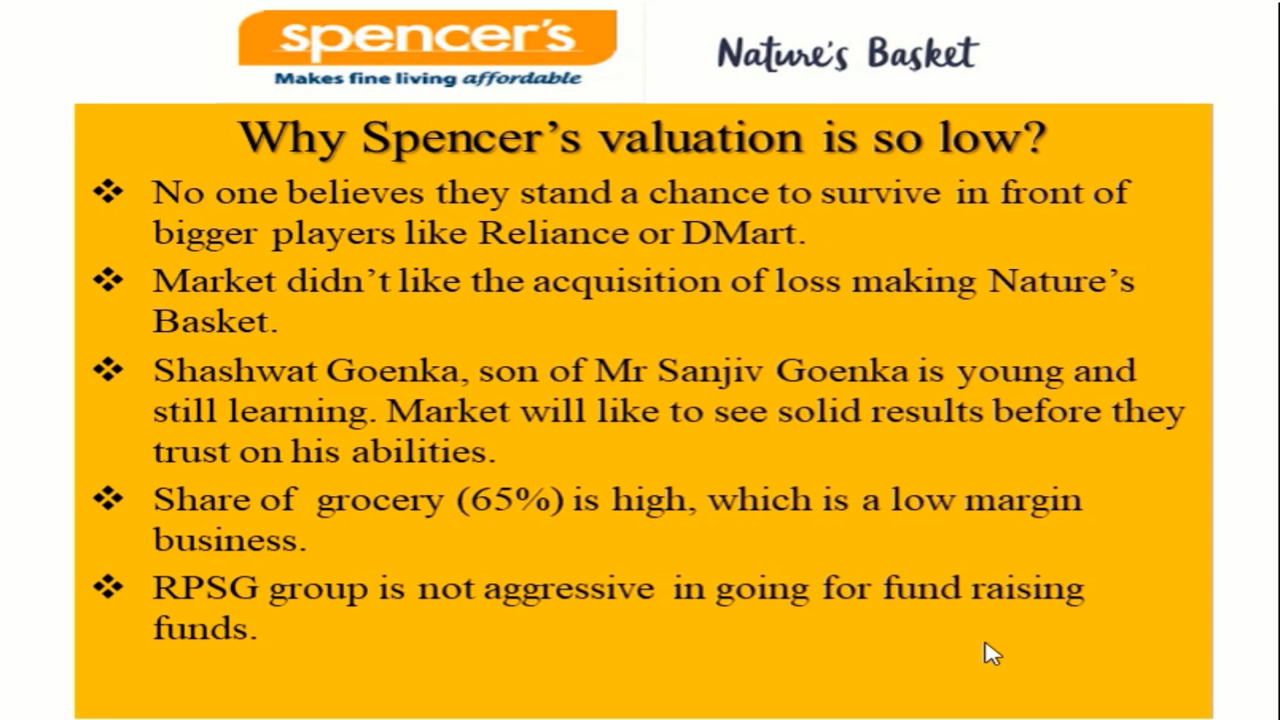 spencer's
Makes fine living affordable
Nature's Basket
Why Spencer's valuation is so low?
❖ No one believes they stand a chance to survive in front of
bigger players like Reliance or DMart.
❖ Market didn't like the acquisition of loss making Nature's
Basket.
❖ Shashwat Goenka, son of Mr Sanjiv Goenka is young and
still learning. Market will like to see solid results before they
trust on his abilities.
❖ Share of grocery (65%) is high, which is a low margin
business.
❖ RPSG group is not aggressive in going for fund raising
funds.